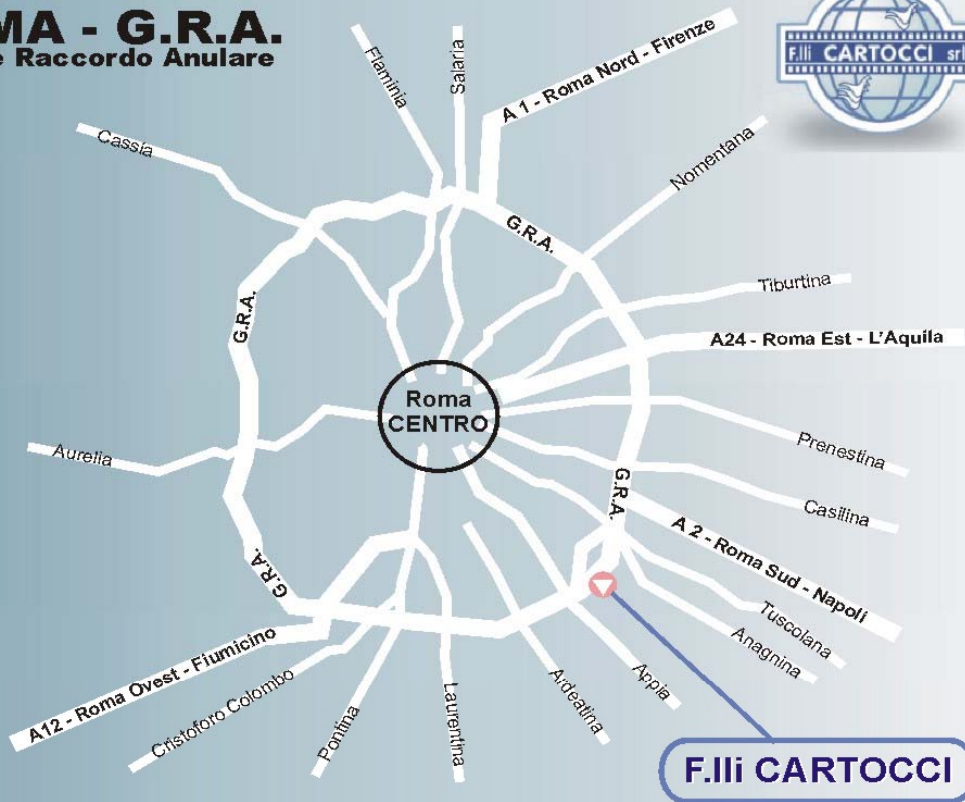 MA - G.R.A.
e Raccordo Anulare
F.lli CARTOCCI srl
Flaminia
Salaria
A 1 - Roma Nord - Firenze
Cassia
Nomentana
G.R.A.
Tiburtina
G.R.A.
A24 - Roma Est - L'Aquila
Roma
CENTRO
Aurelia
Prenestina
G.R.A.
Casilina
A 2 - Roma Sud - Napoli
G.R.A.
Tuscolana
Anagnina
A12 - Roma Ovest - Fiumicino
Cristoforo Colombo
Pontina
Laurentina
Ardeatina
Appia
F.lli CARTOCCI